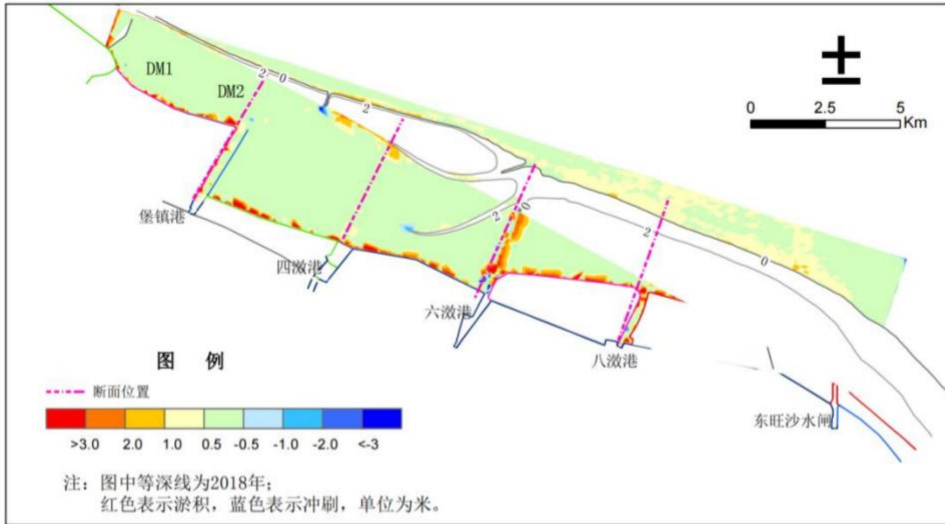 ±
0 2.5 5
Km
DM1
DM2
2
0
2
堡镇港
四滧港
六滧港
2
0
八滧港
2
0
东旺沙水闸
图 例
断面位置
>3.0 2.0 1.0 0.5 -0.5 -1.0 -2.0 <-3
注：图中等深线为2018年；
红色表示淤积，蓝色表示冲刷，单位为米。